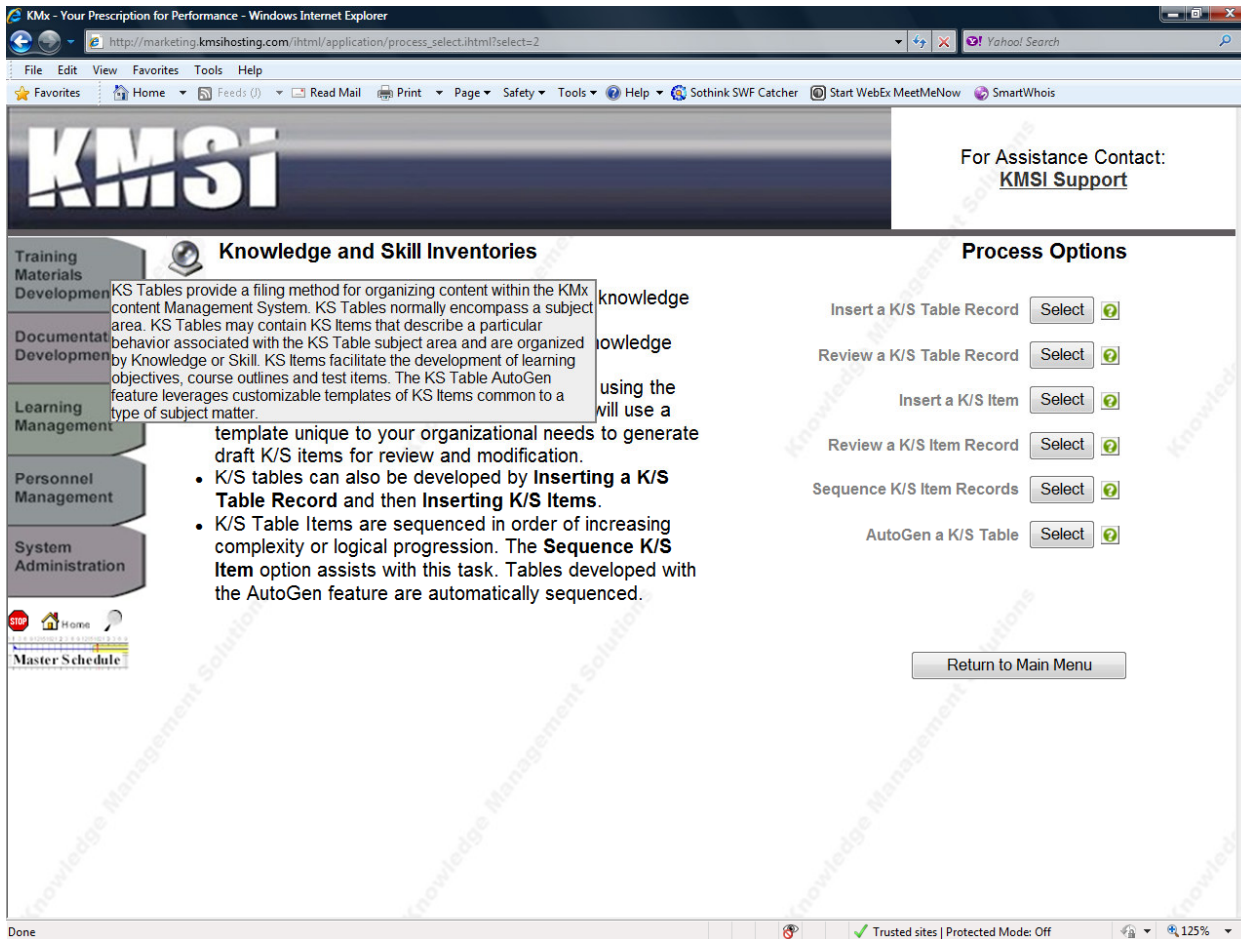 KMx - Your Prescription for Performance - Windows Internet Explorer
http://marketing.kmsihosting.com/ihtml/application/process_select.ihtml?select=2
Yahoo! Search
File Edit View Favorites Tools Help
Favorites Home Feeds (J) Read Mail Print Page Safety Tools Help Sothink SWF Catcher Start WebEx MeetMeNow SmartWhois
KMSi
For Assistance Contact:
KMSI Support
Training
Materials
Developmen
Documentat
Developmen
Learning
Management
Personnel
Management
System
Administration
STOP Home
Master Schedule
Knowledge and Skill Inventories
KS Tables provide a filing method for organizing content within the KMx
content Management System. KS Tables normally encompass a subject
area. KS Tables may contain KS Items that describe a particular
behavior associated with the KS Table subject area and are organized
by Knowledge or Skill. KS Items facilitate the development of learning
objectives, course outlines and test items. The KS Table AutoGen
feature leverages customizable templates of KS Items common to a
type of subject matter.
knowledge
owledge
using the
will use a
template unique to your organizational needs to generate
draft K/S items for review and modification.
• K/S tables can also be developed by Inserting a K/S
Table Record and then Inserting K/S Items.
• K/S Table Items are sequenced in order of increasing
complexity or logical progression. The Sequence K/S
Item option assists with this task. Tables developed with
the AutoGen feature are automatically sequenced.
Process Options
Insert a K/S Table Record Select
Review a K/S Table Record Select
Insert a K/S Item Select
Review a K/S Item Record Select
Sequence K/S Item Records Select
AutoGen a K/S Table Select
Return to Main Menu
Knowledge Management Solutions
Done
Trusted sites | Protected Mode: Off
125%